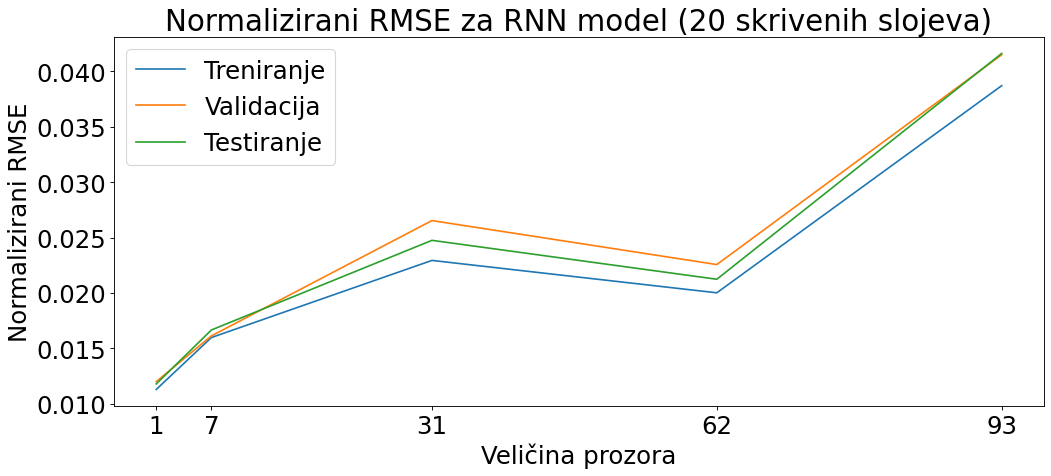 Normalizirani RMSE za RNN model (20 skrivenih slojeva)
Treniranje
Validacija
Testiranje
Normalizirani RMSE
0.040
0.035
0.030
0.025
0.020
0.015
0.010
1 7 31 62 93
Veličina prozora